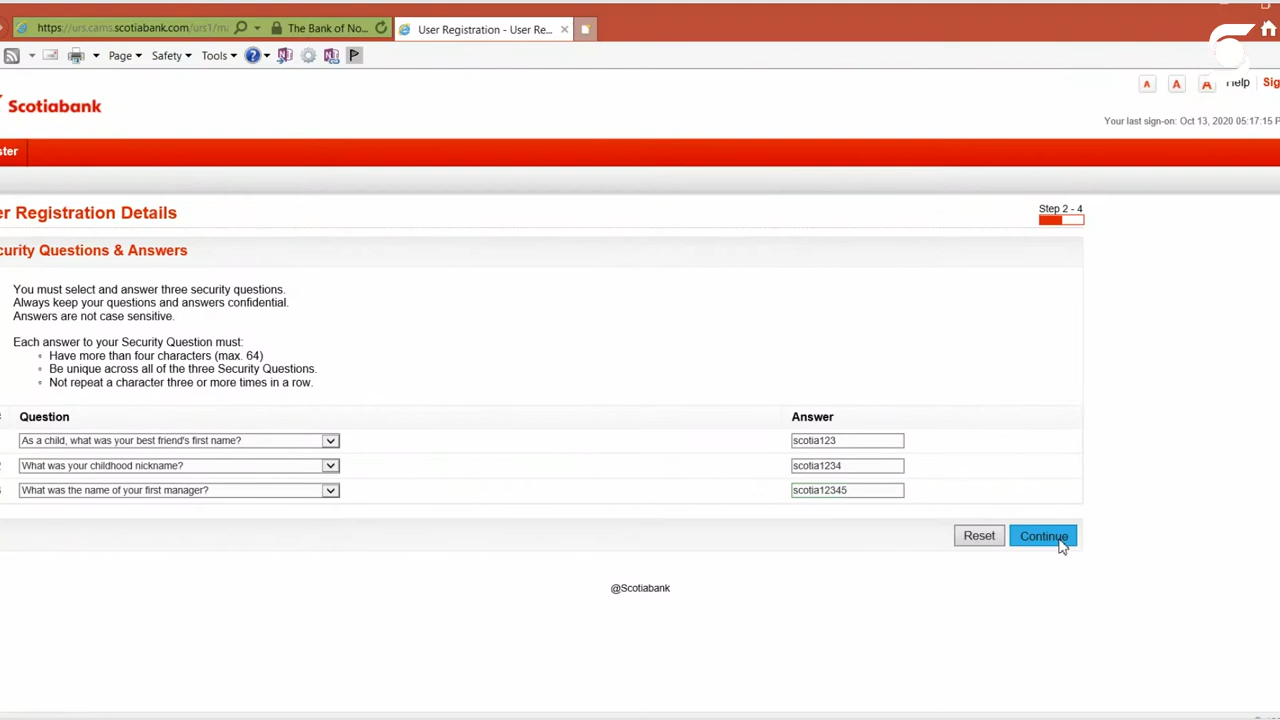 https://urs.cams.scotiabank.com/urs1/ma
The Bank of No...
User Registration - User Re...
Page
Safety
Tools
A A A Help Sig
Scotiabank
Your last sign-on: Oct 13, 2020 05:17:15 P
ster
er Registration Details
Step 2 - 4
curity Questions & Answers
You must select and answer three security questions.
Always keep your questions and answers confidential.
Answers are not case sensitive.
Each answer to your Security Question must:
Have more than four characters (max. 64)
Be unique across all of the three Security Questions.
Not repeat a character three or more times in a row.
Question Answer
As a child, what was your best friend's first name? scotia123
What was your childhood nickname? scotia1234
What was the name of your first manager? scotia12345
Reset Continue
@Scotiabank